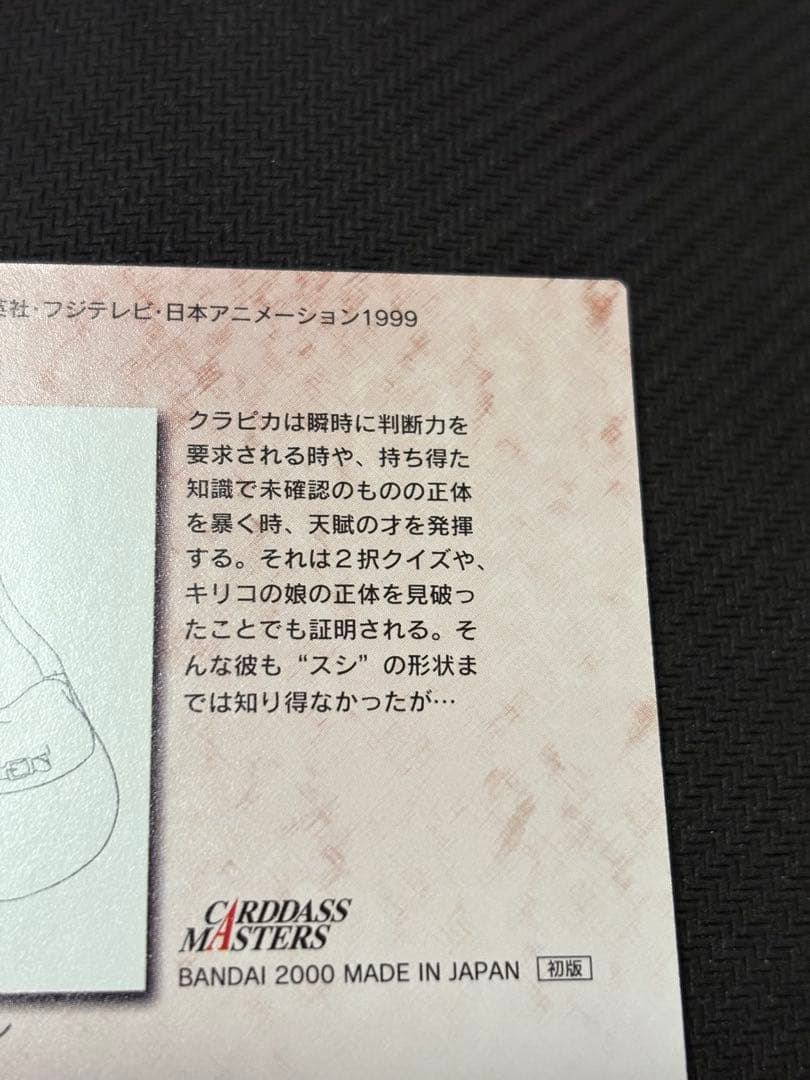 英社・フジテレビ・日本アニメーション1999
クラピカは瞬時に判断力を
要求される時や、持ち得た
知識で未確認のものの正体
を暴く時、天賦の才を発揮
する。それは2択クイズや、
キリコの娘の正体を見破っ
たことでも証明される。そ
んな彼も“スシ”の形状ま
では知り得なかったが…
CARDDASS
MASTERS
BANDAI 2000 MADE IN JAPAN 初版